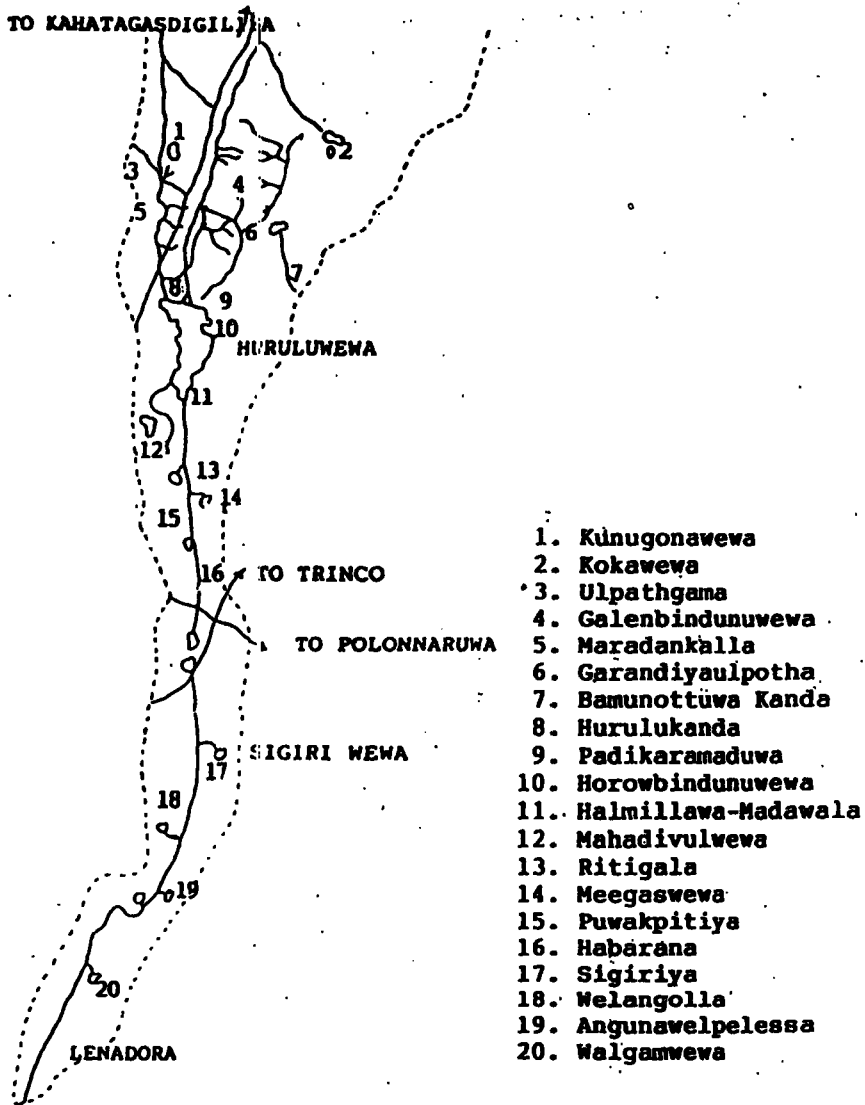 TO KAHATAGASDIGILIYA
1
2
3
4
5
6
7
8
9
10
HURULUWEWA
11
12
13
14
15
16
TO TRINCO
TO POLONNARUWA
17
SIGIRI WEWA
18
19
20
LENADORA
1. Kunugonawewa
2. Kokawewa
3. Ulpathgama
4. Galenbindunuwewa
5. Maradankalla
6. Garandiyaulpotha
7. Bamunottuwa Kanda
8. Hurulukanda
9. Padikaramaduwa
10. Horowbindunuwewa
11. Halmillawa-Madawala
12. Mahadivulwewa
13. Ritigala
14. Meegaswewa
15. Puwakpitiya
16. Habarana
17. Sigiriya
18. Welangolla
19. Angunawelpelessa
20. Walgamwewa